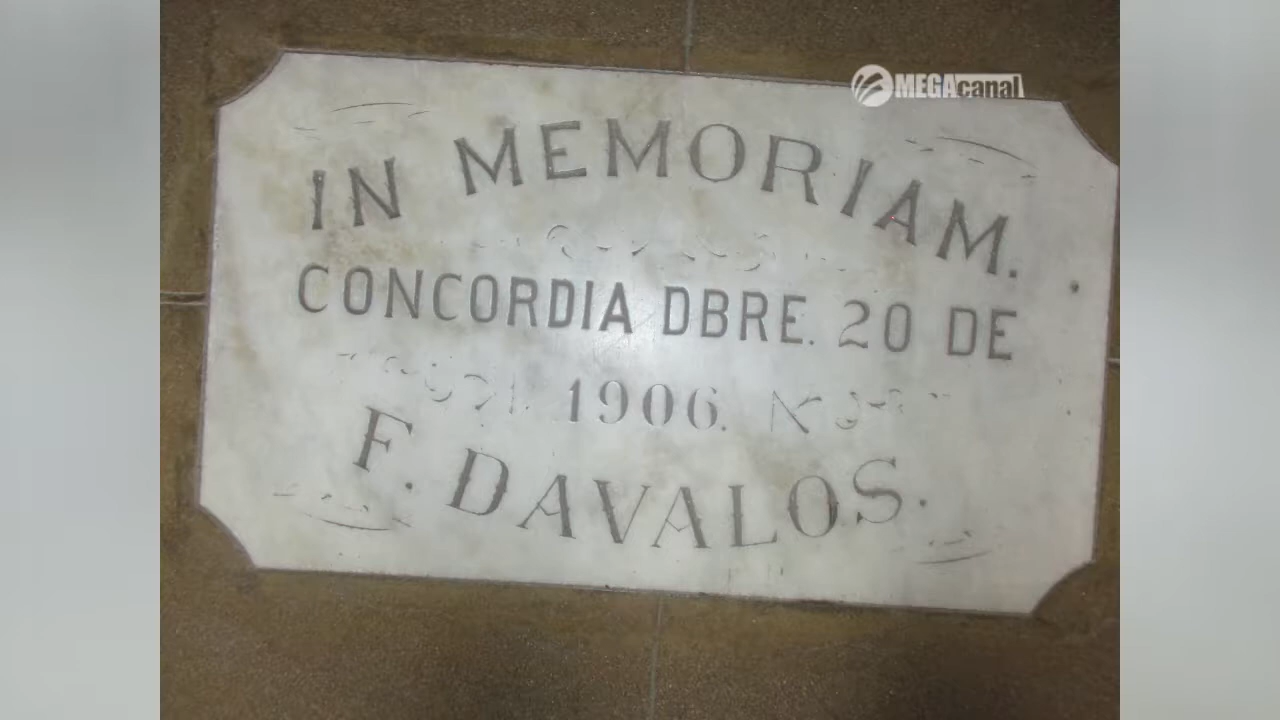 MEGAcanal
IN MEMORIAM.
CONCORDIA DBRE. 20 DE
1906.
F. DAVALOS.